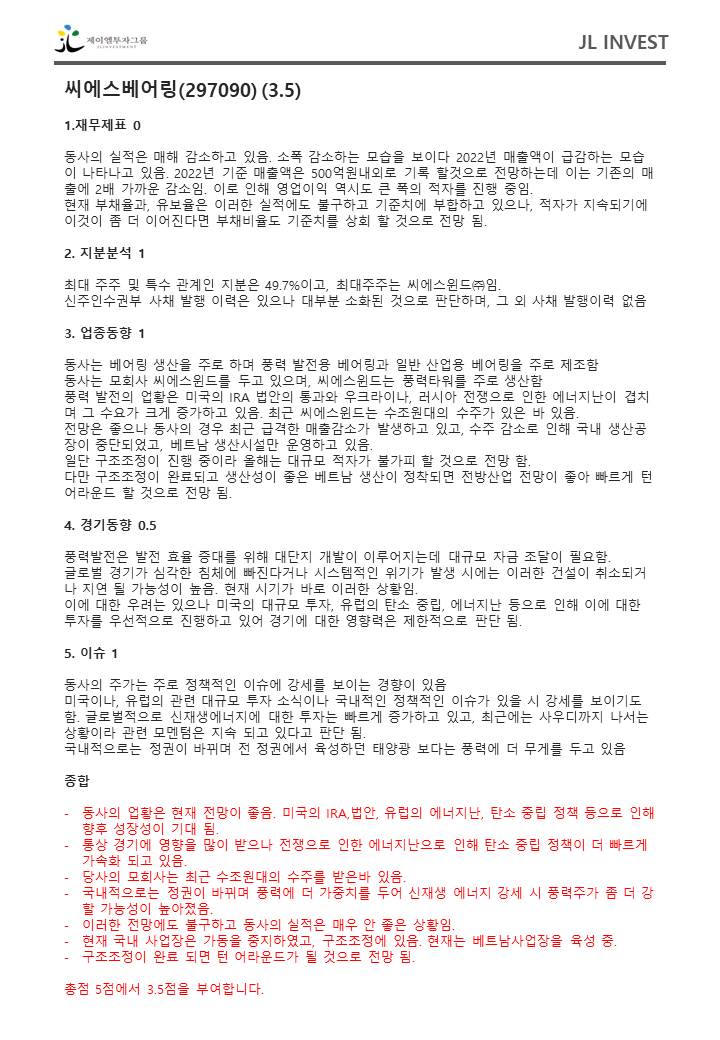 제이엘투자그룹
JLINVESTMENT
JL INVEST
씨에스베어링(297090) (3.5)
1.재무제표 0
동사의 실적은 매해 감소하고 있음. 소폭 감소하는 모습을 보이다 2022년 매출액이 급감하는 모습
이 나타나고 있음. 2022년 기준 매출액은 500억원내외로 기록 할것으로 전망하는데 이는 기존의 매
출에 2배 가까운 감소임. 이로 인해 영업이익 역시도 큰 폭의 적자를 진행 중임.
현재 부채율과, 유보율은 이러한 실적에도 불구하고 기준치에 부합하고 있으나, 적자가 지속되기에
이것이 좀 더 이어진다면 부채비율도 기준치를 상회 할 것으로 전망 됨.
2. 지분분석 1
최대 주주 및 특수 관계인 지분은 49.7%이고, 최대주주는 씨에스윈드㈜임.
신주인수권부 사채 발행 이력은 있으나 대부분 소화된 것으로 판단하며, 그 외 사채 발행이력 없음
3. 업종동향 1
동사는 베어링 생산을 주로 하며 풍력 발전용 베어링과 일반 산업용 베어링을 주로 제조함
동사는 모회사 씨에스윈드를 두고 있으며, 씨에스윈드는 풍력타워를 주로 생산함
풍력 발전의 업황은 미국의 IRA 법안의 통과와 우크라이나, 러시아 전쟁으로 인한 에너지난이 겹치
며 그 수요가 크게 증가하고 있음. 최근 씨에스윈드는 수조원대의 수주가 있은 바 있음.
전망은 좋으나 동사의 경우 최근 급격한 매출감소가 발생하고 있고, 수주 감소로 인해 국내 생산공
장이 중단되었고, 베트남 생산시설만 운영하고 있음.
일단 구조조정이 진행 중이라 올해는 대규모 적자가 불가피 할 것으로 전망 함.
다만 구조조정이 완료되고 생산성이 좋은 베트남 생산이 정착되면 전방산업 전망이 좋아 빠르게 턴
어라운드 할 것으로 전망 됨.
4. 경기동향 0.5
풍력발전은 발전 효율 증대를 위해 대단지 개발이 이루어지는데 대규모 자금 조달이 필요함.
글로벌 경기가 심각한 침체에 빠진다거나 시스템적인 위기가 발생 시에는 이러한 건설이 취소되거
나 지연 될 가능성이 높음. 현재 시기가 바로 이러한 상황임.
이에 대한 우려는 있으나 미국의 대규모 투자, 유럽의 탄소 중립, 에너지난 등으로 인해 이에 대한
투자를 우선적으로 진행하고 있어 경기에 대한 영향력은 제한적으로 판단 됨.
5. 이슈 1
동사의 주가는 주로 정책적인 이슈에 강세를 보이는 경향이 있음
미국이나, 유럽의 관련 대규모 투자 소식이나 국내적인 정책적인 이슈가 있을 시 강세를 보이기도
함. 글로벌적으로 신재생에너지에 대한 투자는 빠르게 증가하고 있고, 최근에는 사우디까지 나서는
상황이라 관련 모멘텀은 지속 되고 있다고 판단 됨.
국내적으로는 정권이 바뀌며 전 정권에서 육성하던 태양광 보다는 풍력에 더 무게를 두고 있음
종합
- 동사의 업황은 현재 전망이 좋음. 미국의 IRA,법안, 유럽의 에너지난, 탄소 중립 정책 등으로 인해
향후 성장성이 기대 됨.
- 통상 경기에 영향을 많이 받으나 전쟁으로 인한 에너지난으로 인해 탄소 중립 정책이 더 빠르게
가속화 되고 있음.
- 당사의 모회사는 최근 수조원대의 수주를 받은바 있음.
- 국내적으로는 정권이 바뀌며 풍력에 더 가중치를 두어 신재생 에너지 강세 시 풍력주가 좀 더 강
할 가능성이 높아졌음.
- 이러한 전망에도 불구하고 동사의 실적은 매우 안 좋은 상황임.
- 현재 국내 사업장은 가동을 중지하였고, 구조조정에 있음. 현재는 베트남사업장을 육성 중.
- 구조조정이 완료 되면 턴 어라운드가 될 것으로 전망 됨.
총점 5점에서 3.5점을 부여합니다.